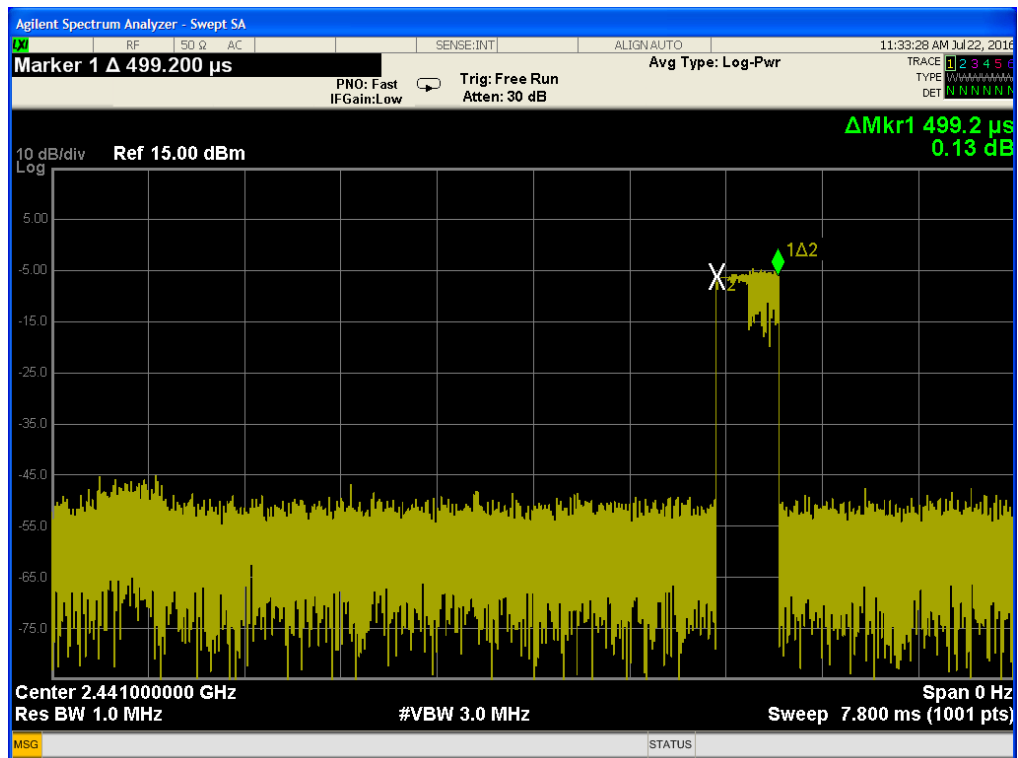 Agilent Spectrum Analyzer - Swept SA
LXI RF 50 Ω AC SENSE:INT ALIGN AUTO 11:33:28 AM Jul 22, 2016
Marker 1 Δ 499.200 μs
Avg Type: Log-Pwr
TRACE 1 2 3 4 5 6
PNO: Fast Trig: Free Run
TYPE
IFGain:Low Atten: 30 dB
DET N N N N N N
ΔMkr1 499.2 μs
10 dB/div Ref 15.00 dBm 0.13 dB
Log
5.00
1Δ2
-5.00
X2
-15.0
-25.0
-35.0
-45.0
-55.0
-65.0
-75.0
Center 2.441000000 GHz Span 0 Hz
Res BW 1.0 MHz #VBW 3.0 MHz Sweep 7.800 ms (1001 pts)
MSG STATUS